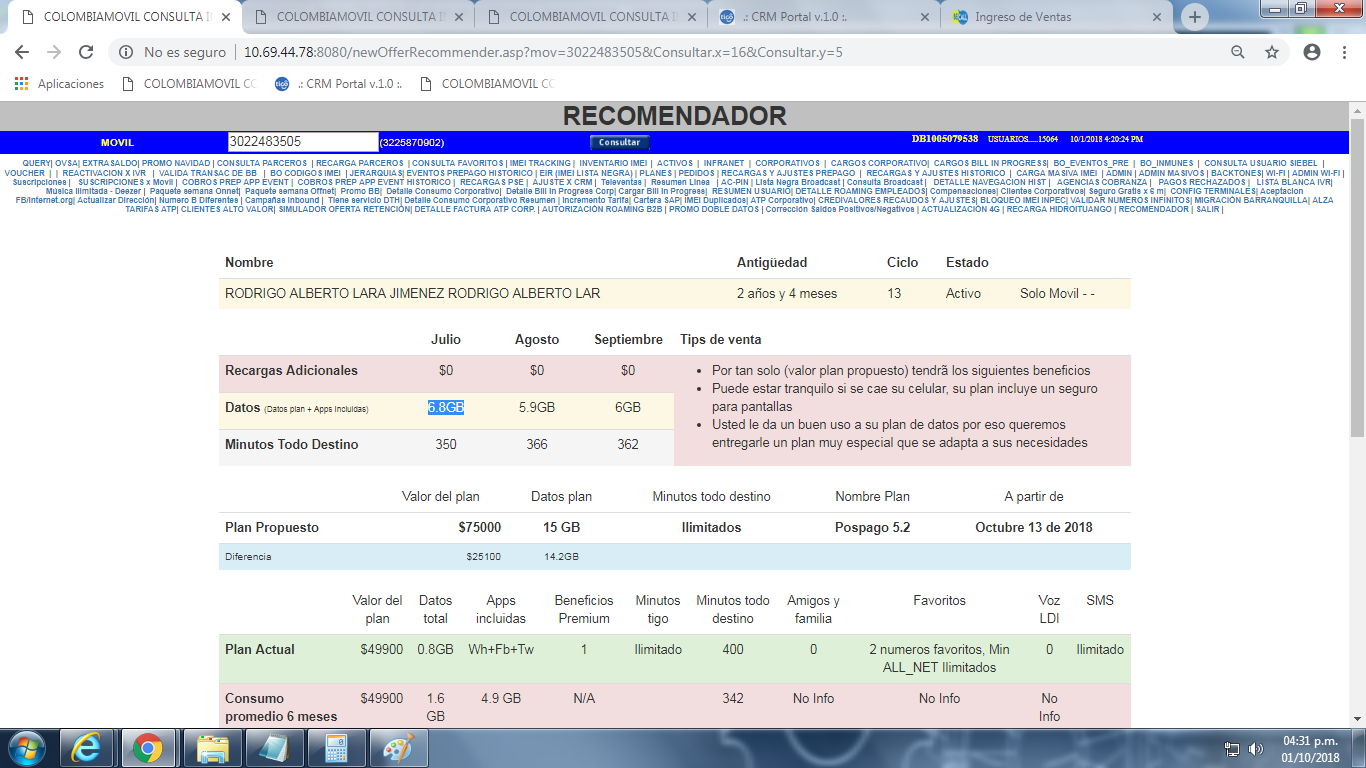 COLOMBIAMOVIL CONSULTA I
COLOMBIAMOVIL CONSULTA I
COLOMBIAMOVIL CONSULTA I
.: CRM Portal v.1.0 :.
Ingreso de Ventas
No es seguro | 10.69.44.78:8080/newOfferRecommender.asp?mov=3022483505&Consultar.x=16&Consultar.y=5
Aplicaciones COLOMBIAMOVIL CO .: CRM Portal v.1.0 :. COLOMBIAMOVIL CO
RECOMENDADOR
MOVIL 3022483505 (3225870902) Consultar DB1005079538 USUARIOS.....15064 10/1/2018 4:20:24 PM
QUERY| OVSA| EXTRASALDO| PROMO NAVIDAD | CONSULTA PARCEROS | RECARGA PARCEROS | CONSULTA FAVORITOS | IMEI TRACKING | INVENTARIO IMEI | ACTIVOS | INFRANET | CORPORATIVOS | CARGOS CORPORATIVO| CARGOS BILL IN PROGRESS| BO_EVENTOS_PRE | BO_INMUNES | CONSULTA USUARIO SIEBEL |
VOUCHER | | REACTIVACION X IVR | VALIDA TRANSAC DE BB | BO CODIGOS IMEI | JERARQUIAS| EVENTOS PREPAGO HISTORICO | EIR (IMEI LISTA NEGRA) | PLANES | PEDIDOS | RECARGAS Y AJUSTES PREPAGO | RECARGAS Y AJUSTES HISTORICO | CARGA MASIVA IMEI | ADMIN | ADMIN MASIVOS | BACKTONES| WI-FI | ADMIN WI-FI |
Suscripciones | SUSCRIPCIONES x Movil | COBROS PREP APP EVENT | COBROS PREP APP EVENT HISTORICO | RECARGAS PSE | AJUSTE X CRM | Televentas | Resumen Linea | AC-PIN | Lista Negra Broadcast | Consulta Broadcast | DETALLE NAVEGACION HIST | AGENCIAS COBRANZA | PAGOS RECHAZADOS | LISTA BLANCA IVR|
Musica Ilimitada - Deezer | Paquete semana Onnet| Paquete semana Offnet| Promo BB| Detalle Consumo Corporativo| Detalle Bill In Progress Corp| Cargar Bill In Progress| RESUMEN USUARIO| DETALLE ROAMING EMPLEADOS| Compensaciones| Clientes Corporativos| Seguro Gratis x 6 m| CONFIG TERMINALES| Aceptacion
FB/internet.org| Actualizar Dirección| Numero B Diferentes | Campañas Inbound | Tiene servicio DTH| Detalle Consumo Corporativo Resumen | Incremento Tarifa| Cartera SAP| IMEI Duplicados| ATP Corporativo| CREDIVALORES RECAUDOS Y AJUSTES| BLOQUEO IMEI INPEC| VALIDAR NUMEROS INFINITOS| MIGRACIÓN BARRANQUILLA| ALZA
TARIFAS ATP| CLIENTES ALTO VALOR| SIMULADOR OFERTA RETENCIÓN| DETALLE FACTURA ATP CORP. | AUTORIZACIÓN ROAMING B2B | PROMO DOBLE DATOS | Corrección Saldos Positivos/Negativos | ACTUALIZACIÓN 4G | RECARGA HIDROITUANGO | RECOMENDADOR | SALIR |
Nombre Antigüedad Ciclo Estado
RODRIGO ALBERTO LARA JIMENEZ RODRIGO ALBERTO LAR 2 años y 4 meses 13 Activo Solo Movil - -
Julio Agosto Septiembre Tips de venta
Recargas Adicionales $0 $0 $0
Datos (Datos plan + Apps incluidas) 6.8GB 5.9GB 6GB
Minutos Todo Destino 350 366 362
• Por tan solo (valor plan propuesto) tendrã los siguientes beneficios
• Puede estar tranquilo si se cae su celular, su plan incluye un seguro
para pantallas
• Usted le da un buen uso a su plan de datos por eso queremos
entregarle un plan muy especial que se adapta a sus necesidades
Valor del plan Datos plan Minutos todo destino Nombre Plan A partir de
Plan Propuesto $75000 15 GB Ilimitados Pospago 5.2 Octubre 13 de 2018
Diferencia $25100 14.2GB
Valor del plan Datos total Apps incluidas Beneficios Premium Minutos tigo Minutos todo destino Amigos y familia Favoritos Voz LDI SMS
Plan Actual $49900 0.8GB Wh+Fb+Tw 1 Ilimitado 400 0 2 numeros favoritos, Min ALL_NET Ilimitados 0 Ilimitado
Consumo promedio 6 meses $49900 1.6 GB 4.9 GB N/A 342 No Info No Info No Info
04:31 p.m.
01/10/2018